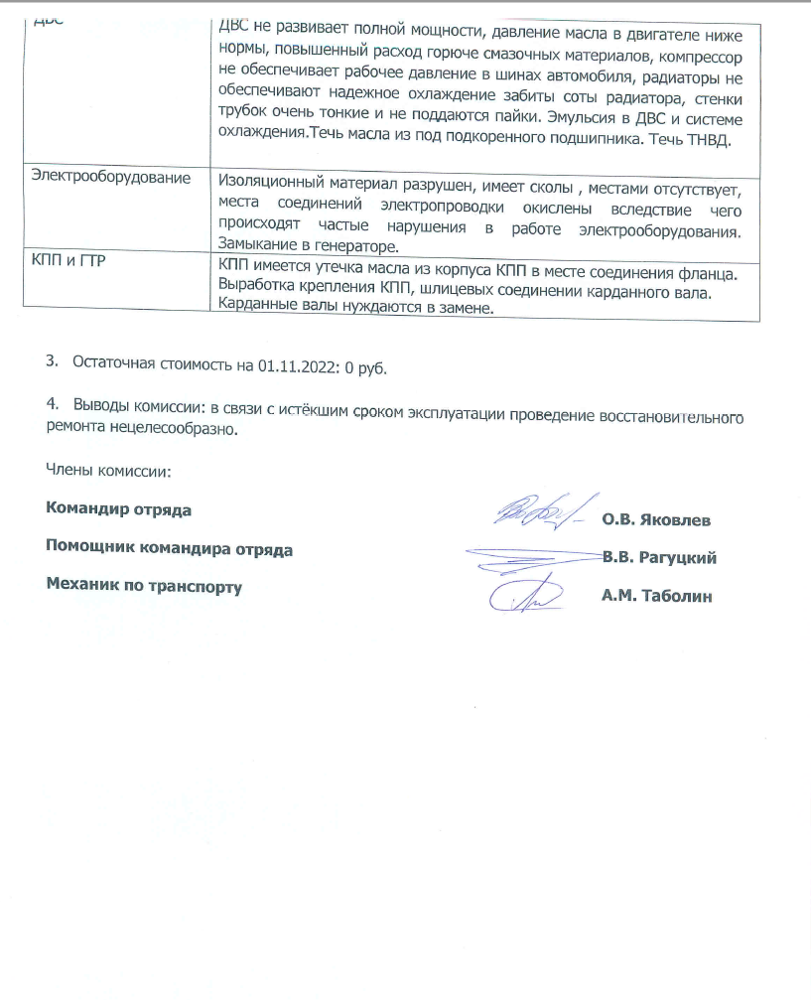 ДВС
ДВС не развивает полной мощности, давление масла в двигателе ниже
нормы, повышенный расход горюче смазочных материалов, компрессор
не обеспечивает рабочее давление в шинах автомобиля, радиаторы не
обеспечивают надежное охлаждение забиты соты радиатора, стенки
трубок очень тонкие и не поддаются пайки. Эмульсия в ДВС и системе
охлаждения.Течь масла из под подкоренного подшипника. Течь ТНВД.
Электрооборудование
Изоляционный материал разрушен, имеет сколы , местами отсутствует,
места соединений электропроводки окислены вследствие чего
происходят частые нарушения в работе электрооборудования.
Замыкание в генераторе.
КПП и ГТР
КПП имеется утечка масла из корпуса КПП в месте соединения фланца.
Выработка крепления КПП, шлицевых соединении карданного вала.
Карданные валы нуждаются в замене.
3. Остаточная стоимость на 01.11.2022: 0 руб.
4. Выводы комиссии: в связи с истёкшим сроком эксплуатации проведение восстановительного
ремонта нецелесообразно.
Члены комиссии:
Командир отряда
О.В. Яковлев
Помощник командира отряда
В.В. Рагуцкий
Механик по транспорту
А.М. Таболин